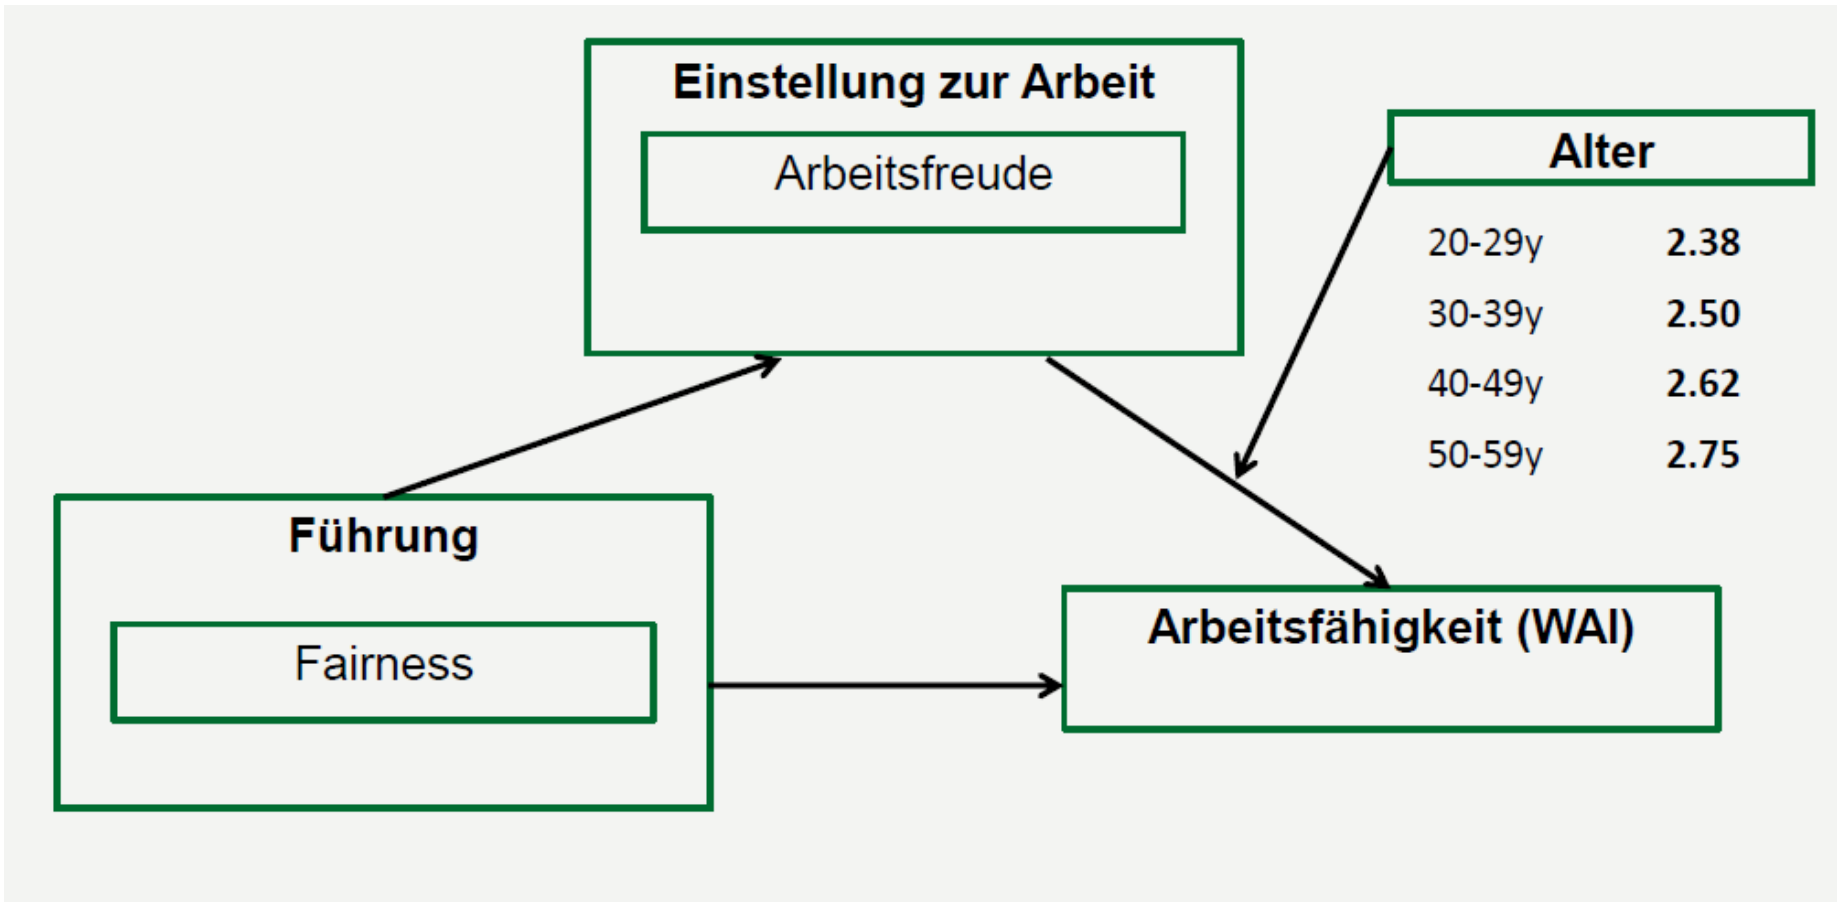 Einstellung zur Arbeit
Arbeitsfreude
Alter
20-29y 2.38
30-39y 2.50
40-49y 2.62
50-59y 2.75
Führung
Fairness
Arbeitsfähigkeit (WAI)